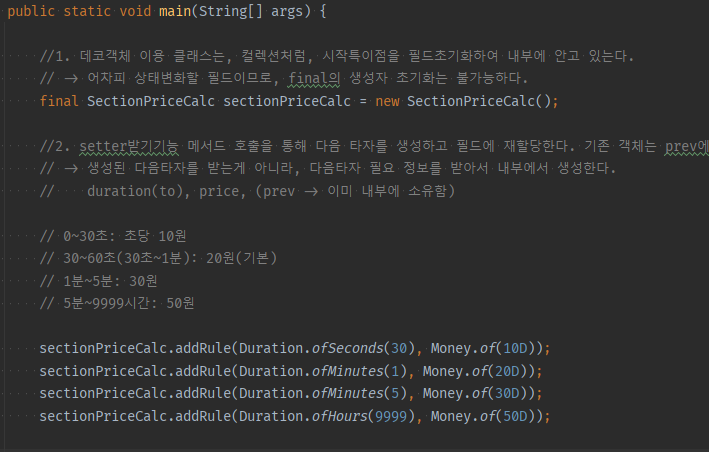 public static void main(String[] args) {
//1. 데코객체 이용 클래스는, 컬렉션처럼, 시작특이점을 필드초기화하여 내부에 안고 있는다.
// -> 어차피 상태변화할 필드이므로, final의 생성자 초기화는 불가능하다.
final SectionPriceCalc sectionPriceCalc = new SectionPriceCalc();
//2. setter받기기능 메서드 호출을 통해 다음 타자를 생성하고 필드에 재할당한다. 기존 객체는 prev에
// -> 생성된 다음타자를 받는게 아니라, 다음타자 필요 정보를 받아서 내부에서 생성한다.
//    duration(to), price, (prev -> 이미 내부에 소유함)
// 0~30초: 초당 10원
// 30~60초(30초~1분): 20원(기본)
// 1분~5분: 30원
// 5분~9999시간: 50원
sectionPriceCalc.addRule(Duration.ofSeconds(30), Money.of(10D));
sectionPriceCalc.addRule(Duration.ofMinutes(1), Money.of(20D));
sectionPriceCalc.addRule(Duration.ofMinutes(5), Money.of(30D));
sectionPriceCalc.addRule(Duration.ofHours(9999), Money.of(50D));